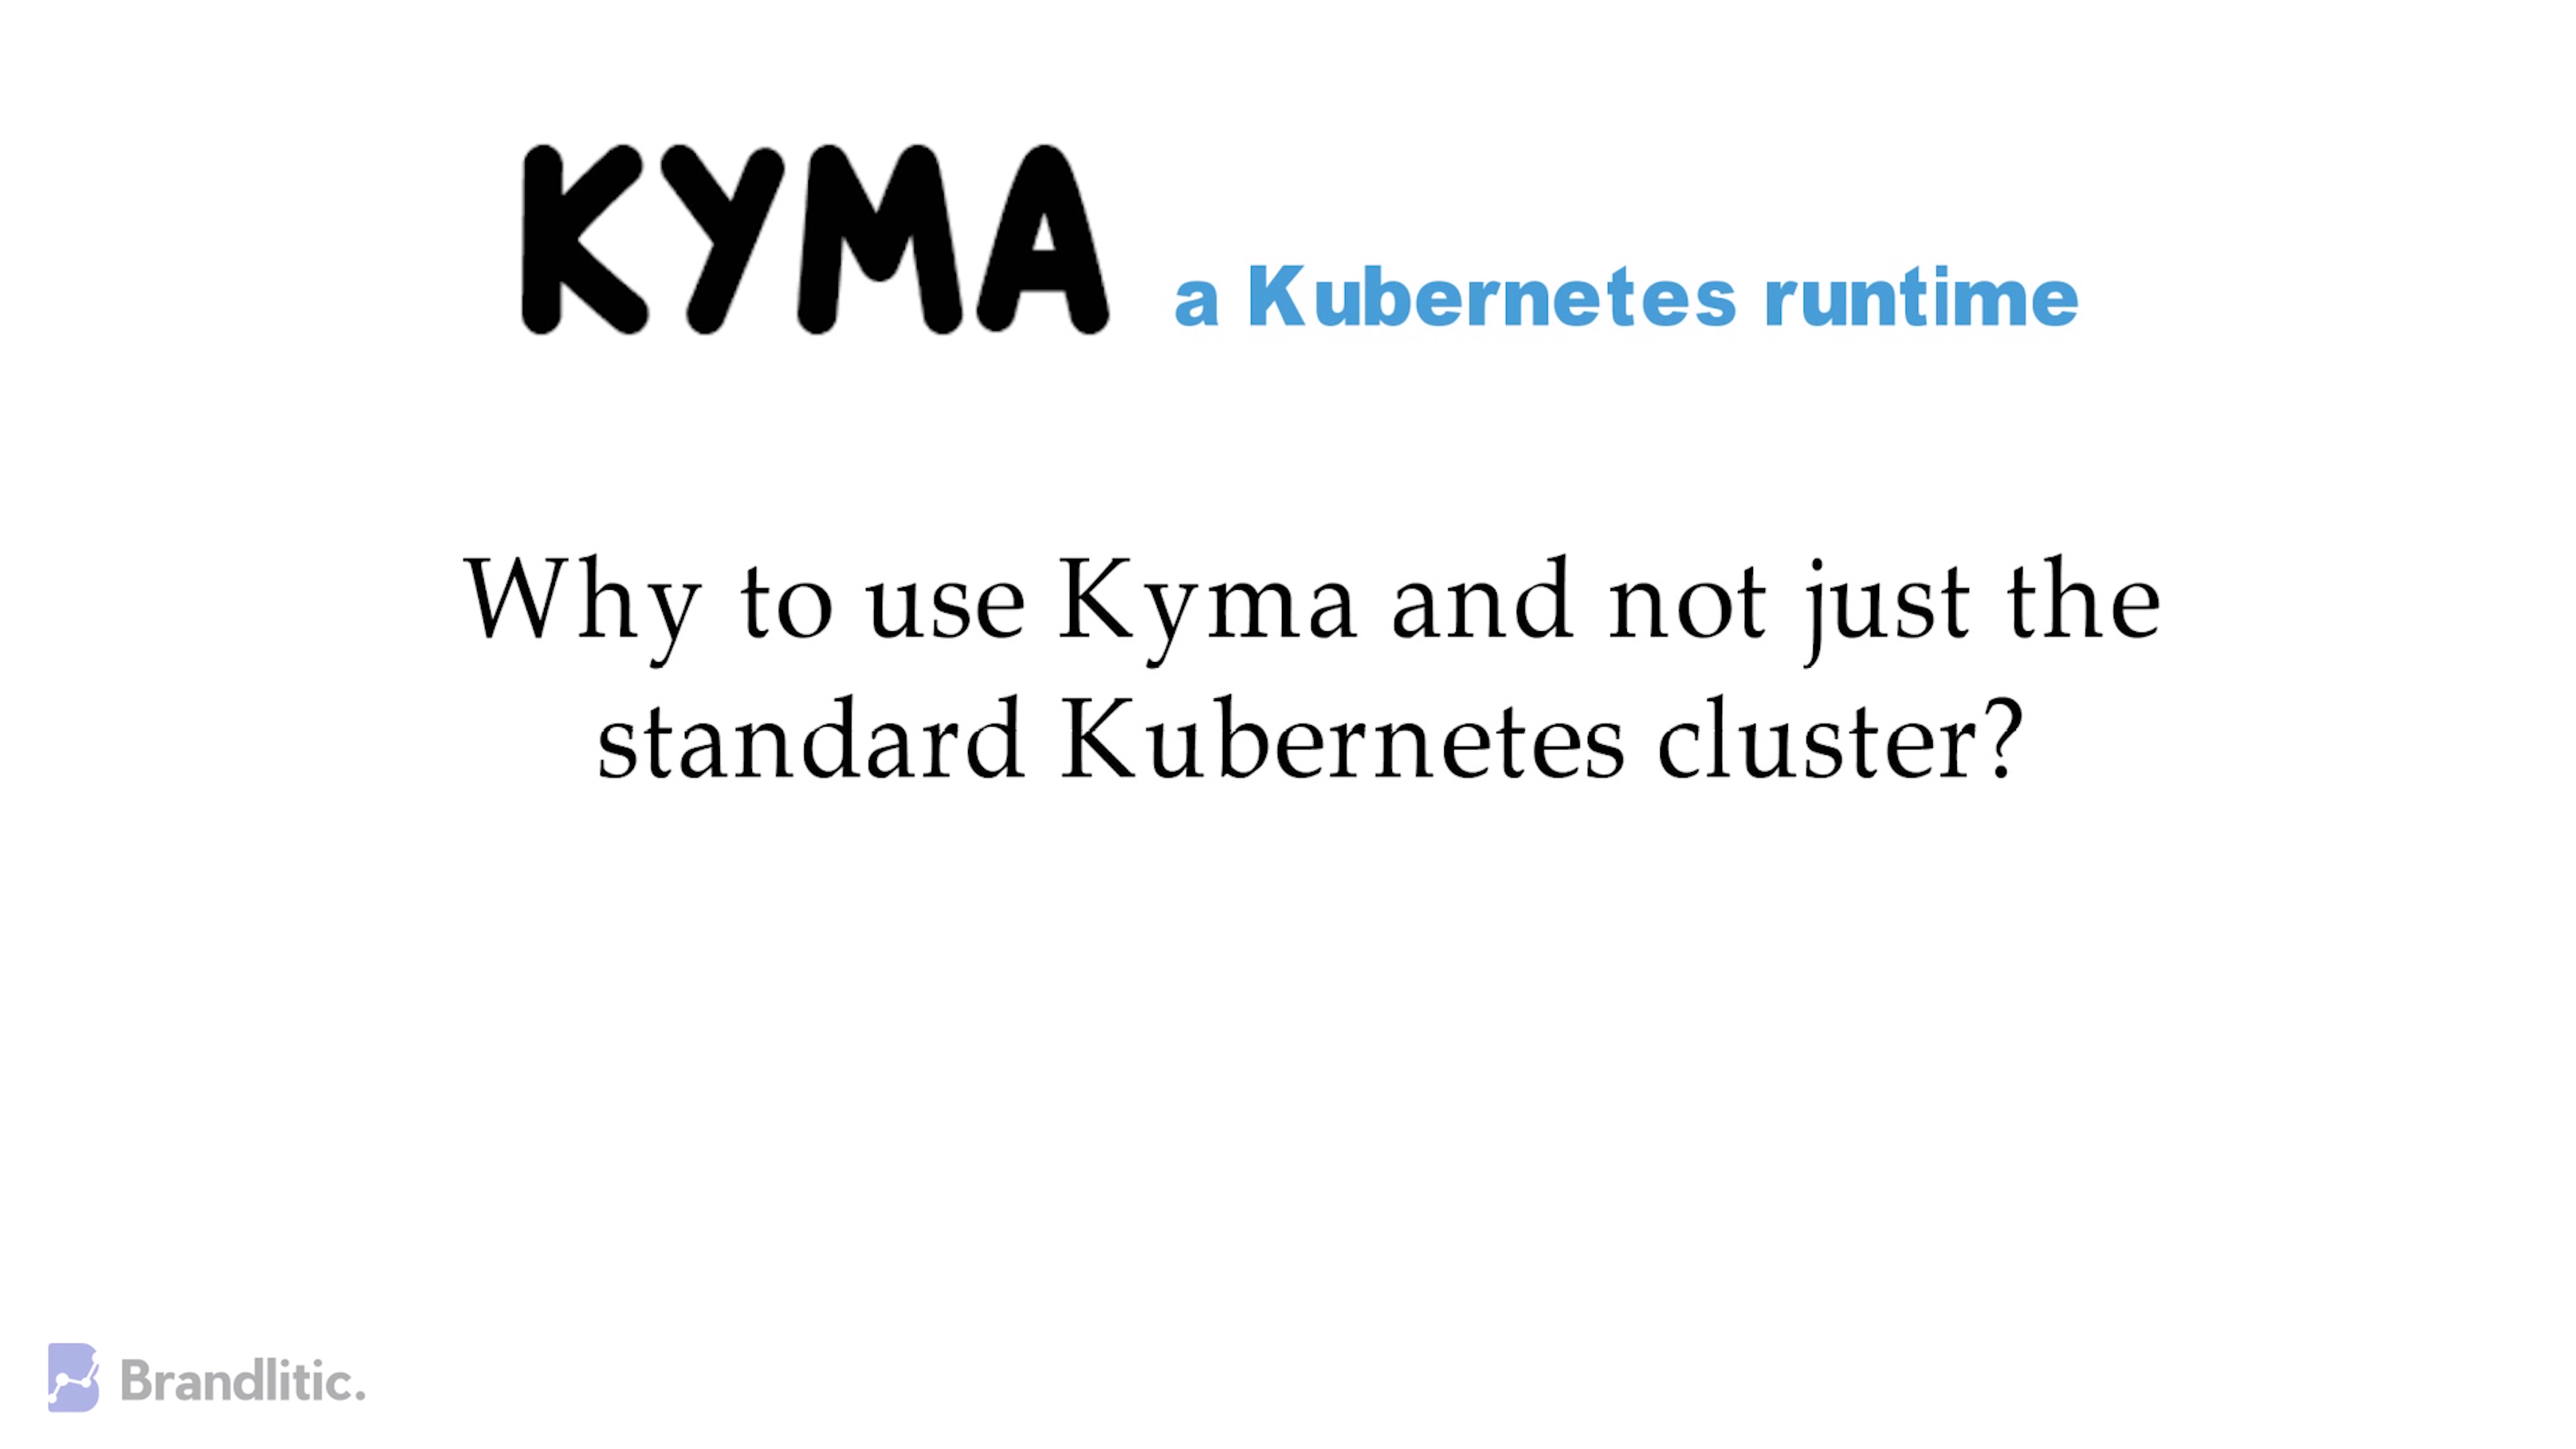 KYMA a Kubernetes runtime
Why to use Kyma and not just the
standard Kubernetes cluster?
Brandlitic.